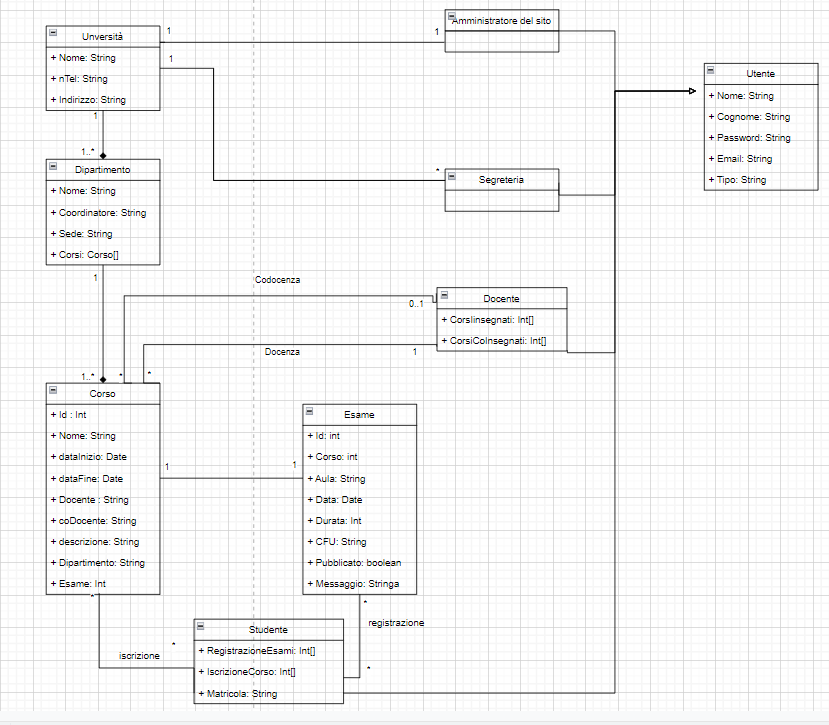 Unversità
+ Nome: String
+ nTel: String
+ Indirizzo: String
1
1
1
Amministratore del sito
Utente
+ Nome: String
+ Cognome: String
+ Password: String
+ Email: String
+ Tipo: String
1
1..*
Dipartimento
+ Nome: String
+ Coordinatore: String
+ Sede: String
+ Corsi: Corso[]
*
Segreteria
1
Codocenza
0..1
Docente
+ CorsIinsegnati: Int[]
+ CorsiCoInsegnati: Int[]
Docenza
1
1..*
*
*
Corso
+ Id : Int
+ Nome: String
+ dataInizio: Date
+ dataFine: Date
+ Docente : String
+ coDocente: String
+ descrizione: String
+ Dipartimento: String
+ Esame: Int
1
1
Esame
+ Id: int
+ Corso: int
+ Aula: String
+ Data: Date
+ Durata: Int
+ CFU: String
+ Pubblicato: boolean
+ Messaggio: Stringa
*
*
registrazione
iscrizione
*
*
Studente
+ RegistrazioneEsami: Int[]
+ IscrizioneCorso: Int[]
+ Matricola: String